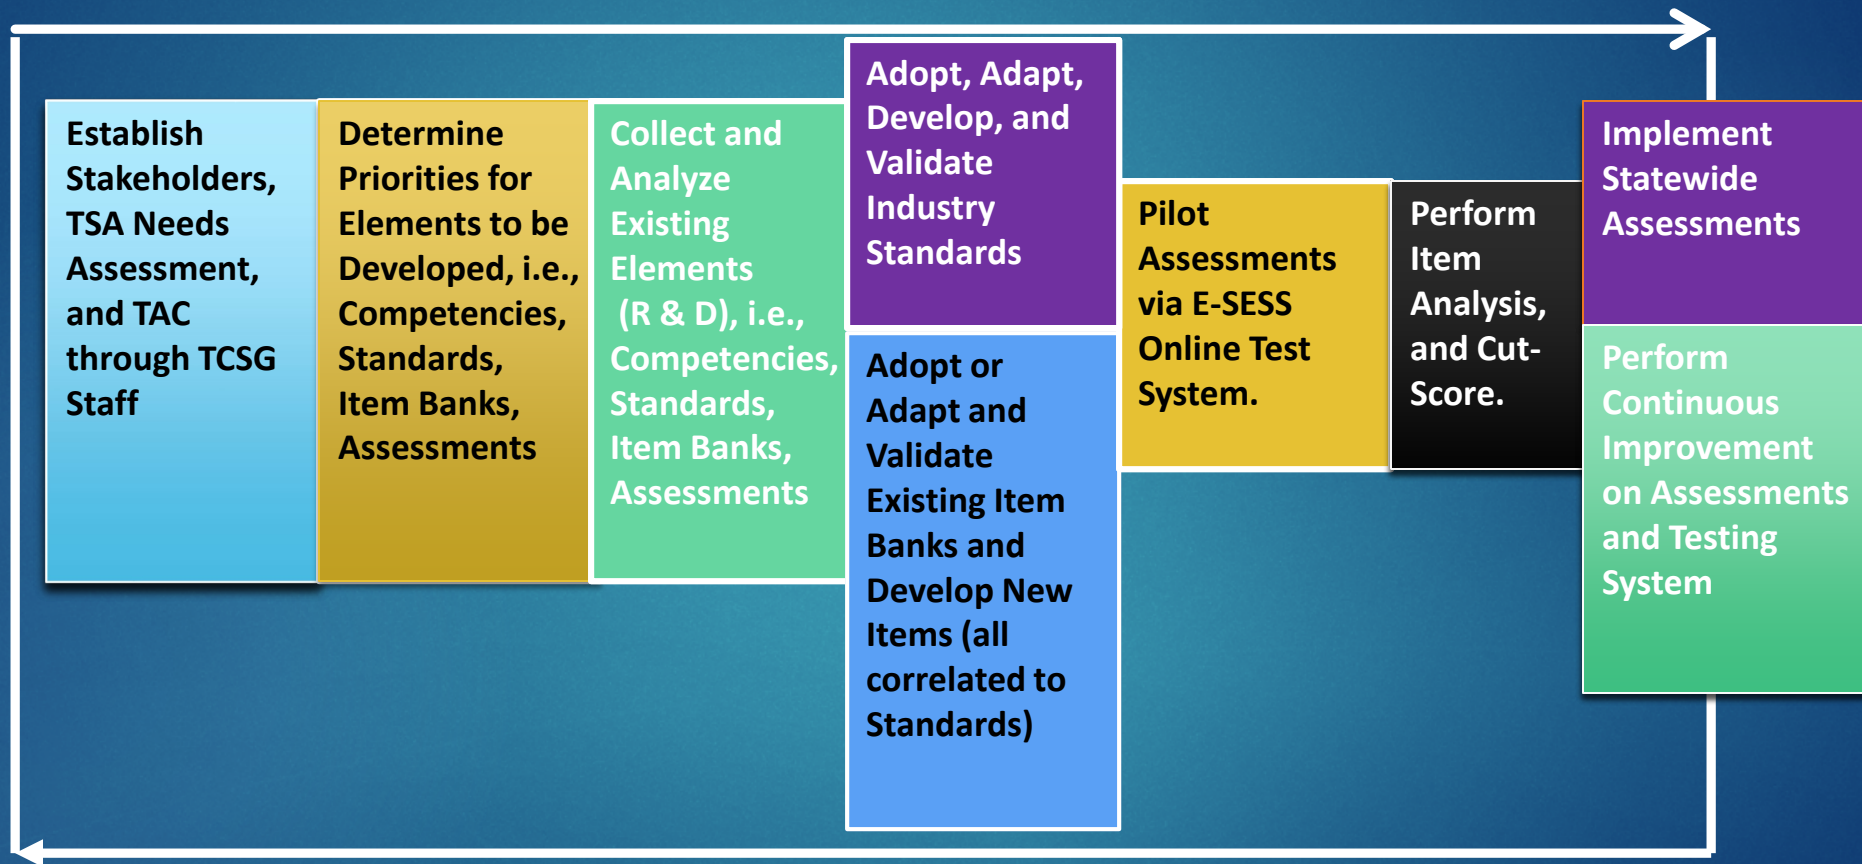 Establish
Stakeholders,
TSA Needs
Assessment,
and TAC
through TCSG
Staff
Determine
Priorities for
Elements to be
Developed, i.e.,
Competencies,
Standards,
Item Banks,
Assessments
Collect and
Analyze
Existing
Elements
(R & D), i.e.,
Competencies,
Standards,
Item Banks,
Assessments
Adopt, Adapt,
Develop, and
Validate
Industry
Standards
Adopt or
Adapt and
Validate
Existing Item
Banks and
Develop New
Items (all
correlated to
Standards)
Pilot
Assessments
via E-SESS
Online Test
System.
Perform
Item
Analysis,
and Cut-
Score.
Implement
Statewide
Assessments
Perform
Continuous
Improvement
on Assessments
and Testing
System